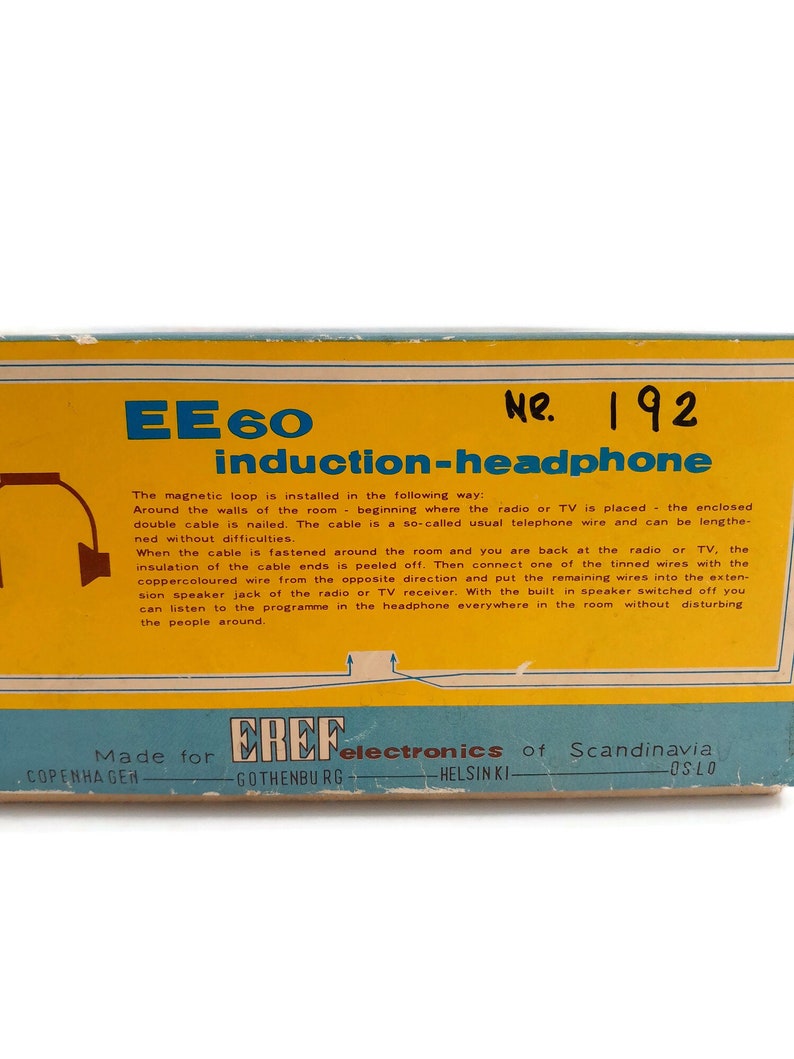 EE60 NR. 192
induction-headphone
The magnetic loop is installed in the following way:
Around the walls of the room - beginning where the radio or TV is placed - the enclosed
double cable is nailed. The cable is a so-called usual telephone wire and can be lengthe-
ned without difficulties.
When the cable is fastened around the room and you are back at the radio or TV, the
insulation of the cable ends is peeled off. Then connect one of the tinned wires with the
coppercoloured wire from the opposite direction and put the remaining wires into the exten-
sion speaker jack of the radio or TV receiver. With the built in speaker switched off you
can listen to the programme in the headphone everywhere in the room without disturbing
the people around.
Made for EREF electronics of Scandinavia
COPENHAGEN GOTHENBURG HELSINKI OSLO